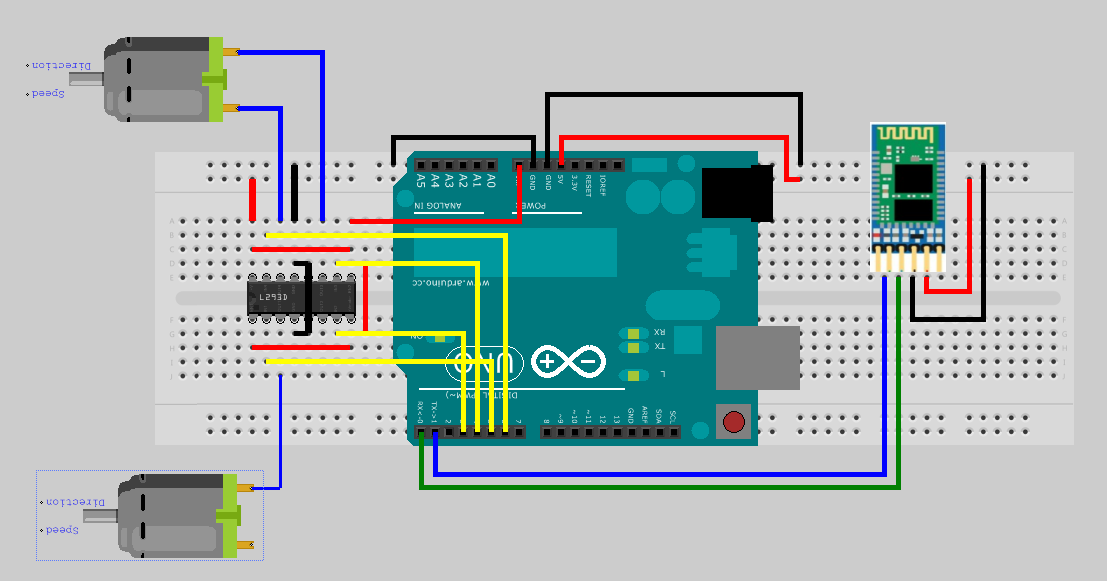 Direction
Speed
A5 A4 A3 A2 A1 A0
GND GND 5V 3.3V RESET IOREF
ANALOG IN
POWER
A
B
C
D
E
A
B
C
D
E
www.arduino.cc
L293D
ON
RX
TX
L
UNO
F
G
H
I
J
F
G
H
I
J
DIGITAL (PWM~)
RX<-0 TX->1 2 7 8 ~9 ~10 ~11 12 13 GND AREF SDA SCL
Direction
Speed